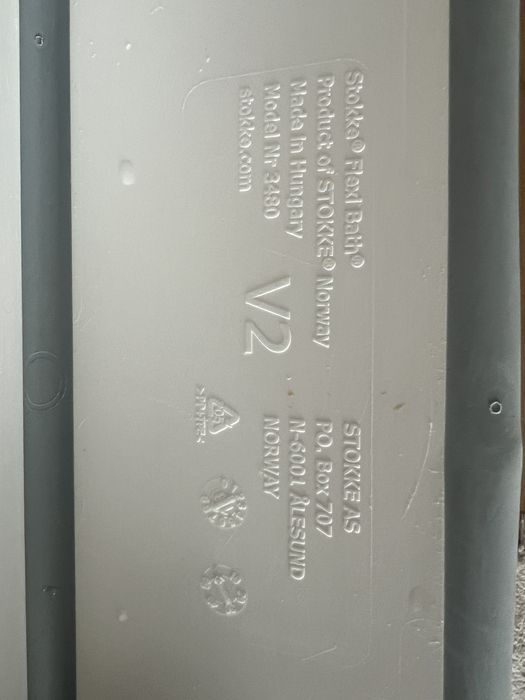 Stokke® Flexi Bath®
Product of STOKKE® Norway
Made in Hungary
Model Nr 3480
stokke.com
V2
STOKKE AS
PO. Box 707
N-6001 ÅLESUND
NORWAY